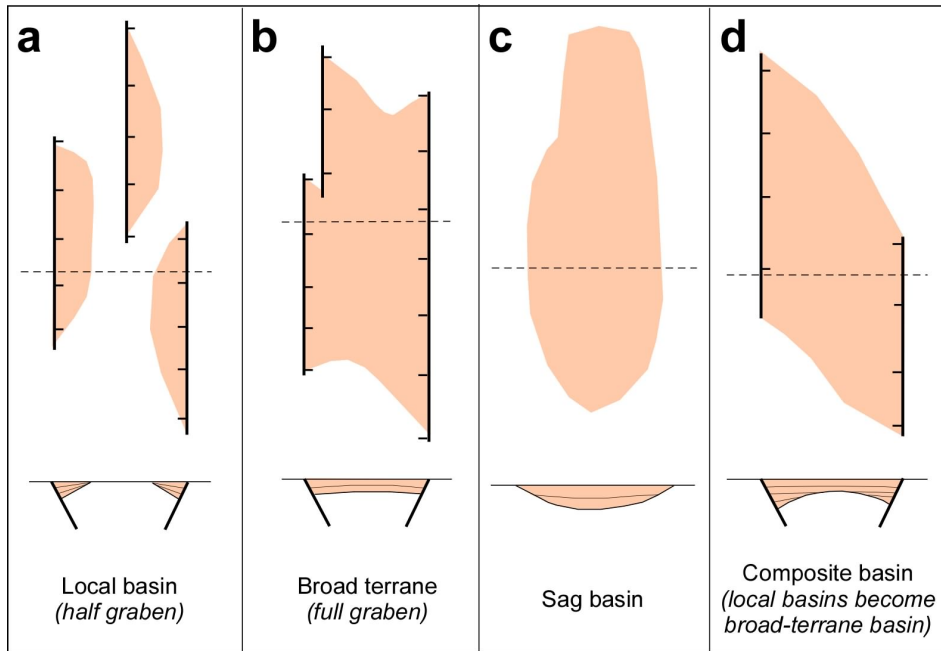 a
b
c
d
Local basin
(half graben)
Broad terrane
(full graben)
Sag basin
Composite basin
(local basins become
broad-terrane basin)